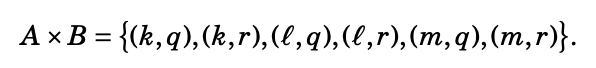 A × B = {(k,q),(k,r),(ℓ,q),(ℓ,r),(m,q),(m,r)}.